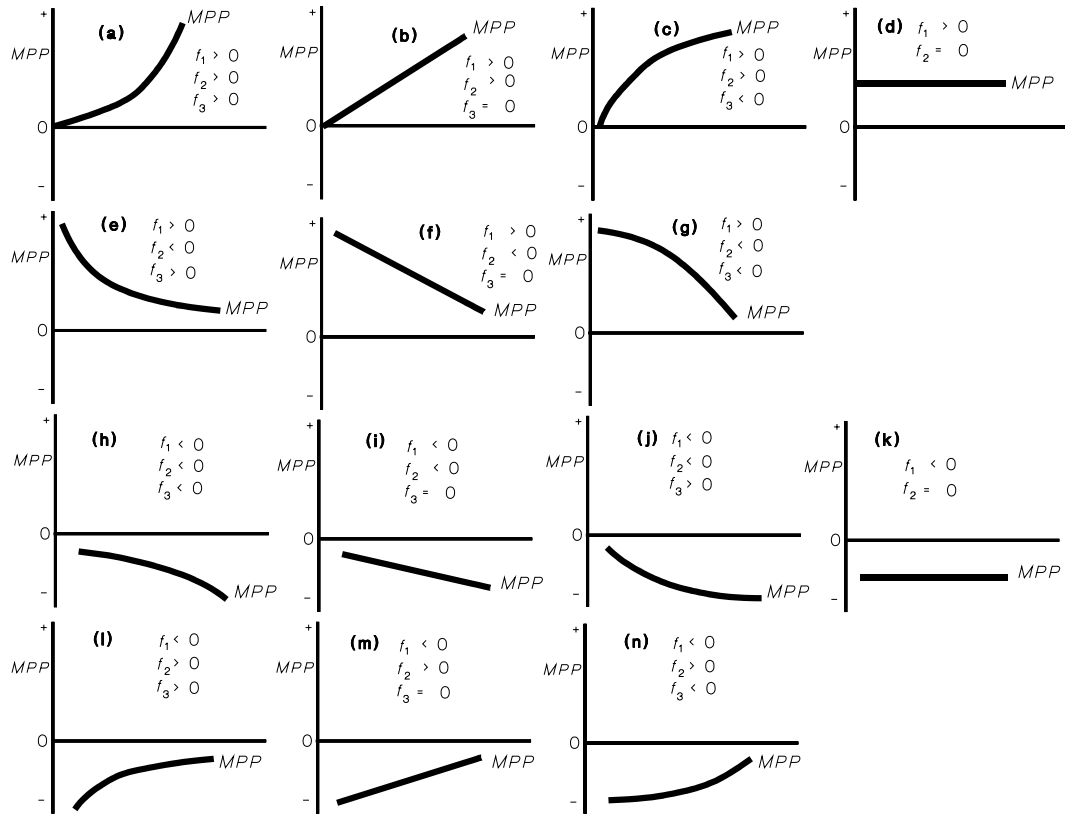 +
MPP
0
−
(a)
MPP
f1 > 0
f2 > 0
f3 > 0
+
MPP
0
−
(b)
MPP
f1 > 0
f2 > 0
f3 = 0
+
MPP
0
−
(c)
MPP
f1 > 0
f2 > 0
f3 < 0
+
MPP
0
−
(d)
f1 > 0
f2 = 0
MPP
+
MPP
0
−
(e)
f1 > 0
f2 < 0
f3 > 0
MPP
+
MPP
0
−
(f)
f1 > 0
f2 < 0
f3 = 0
MPP
+
MPP
0
−
(g)
f1 > 0
f2 < 0
f3 < 0
MPP
+
MPP
0
−
(h)
f1 < 0
f2 < 0
f3 < 0
MPP
+
MPP
0
−
(i)
f1 < 0
f2 < 0
f3 = 0
MPP
+
MPP
0
−
(j)
f1 < 0
f2 < 0
f3 > 0
MPP
+
MPP
0
−
(k)
f1 < 0
f2 = 0
MPP
+
MPP
0
−
(l)
f1 < 0
f2 > 0
f3 > 0
MPP
+
MPP
0
−
(m)
f1 < 0
f2 > 0
f3 = 0
MPP
+
MPP
0
−
(n)
f1 < 0
f2 > 0
f3 < 0
MPP